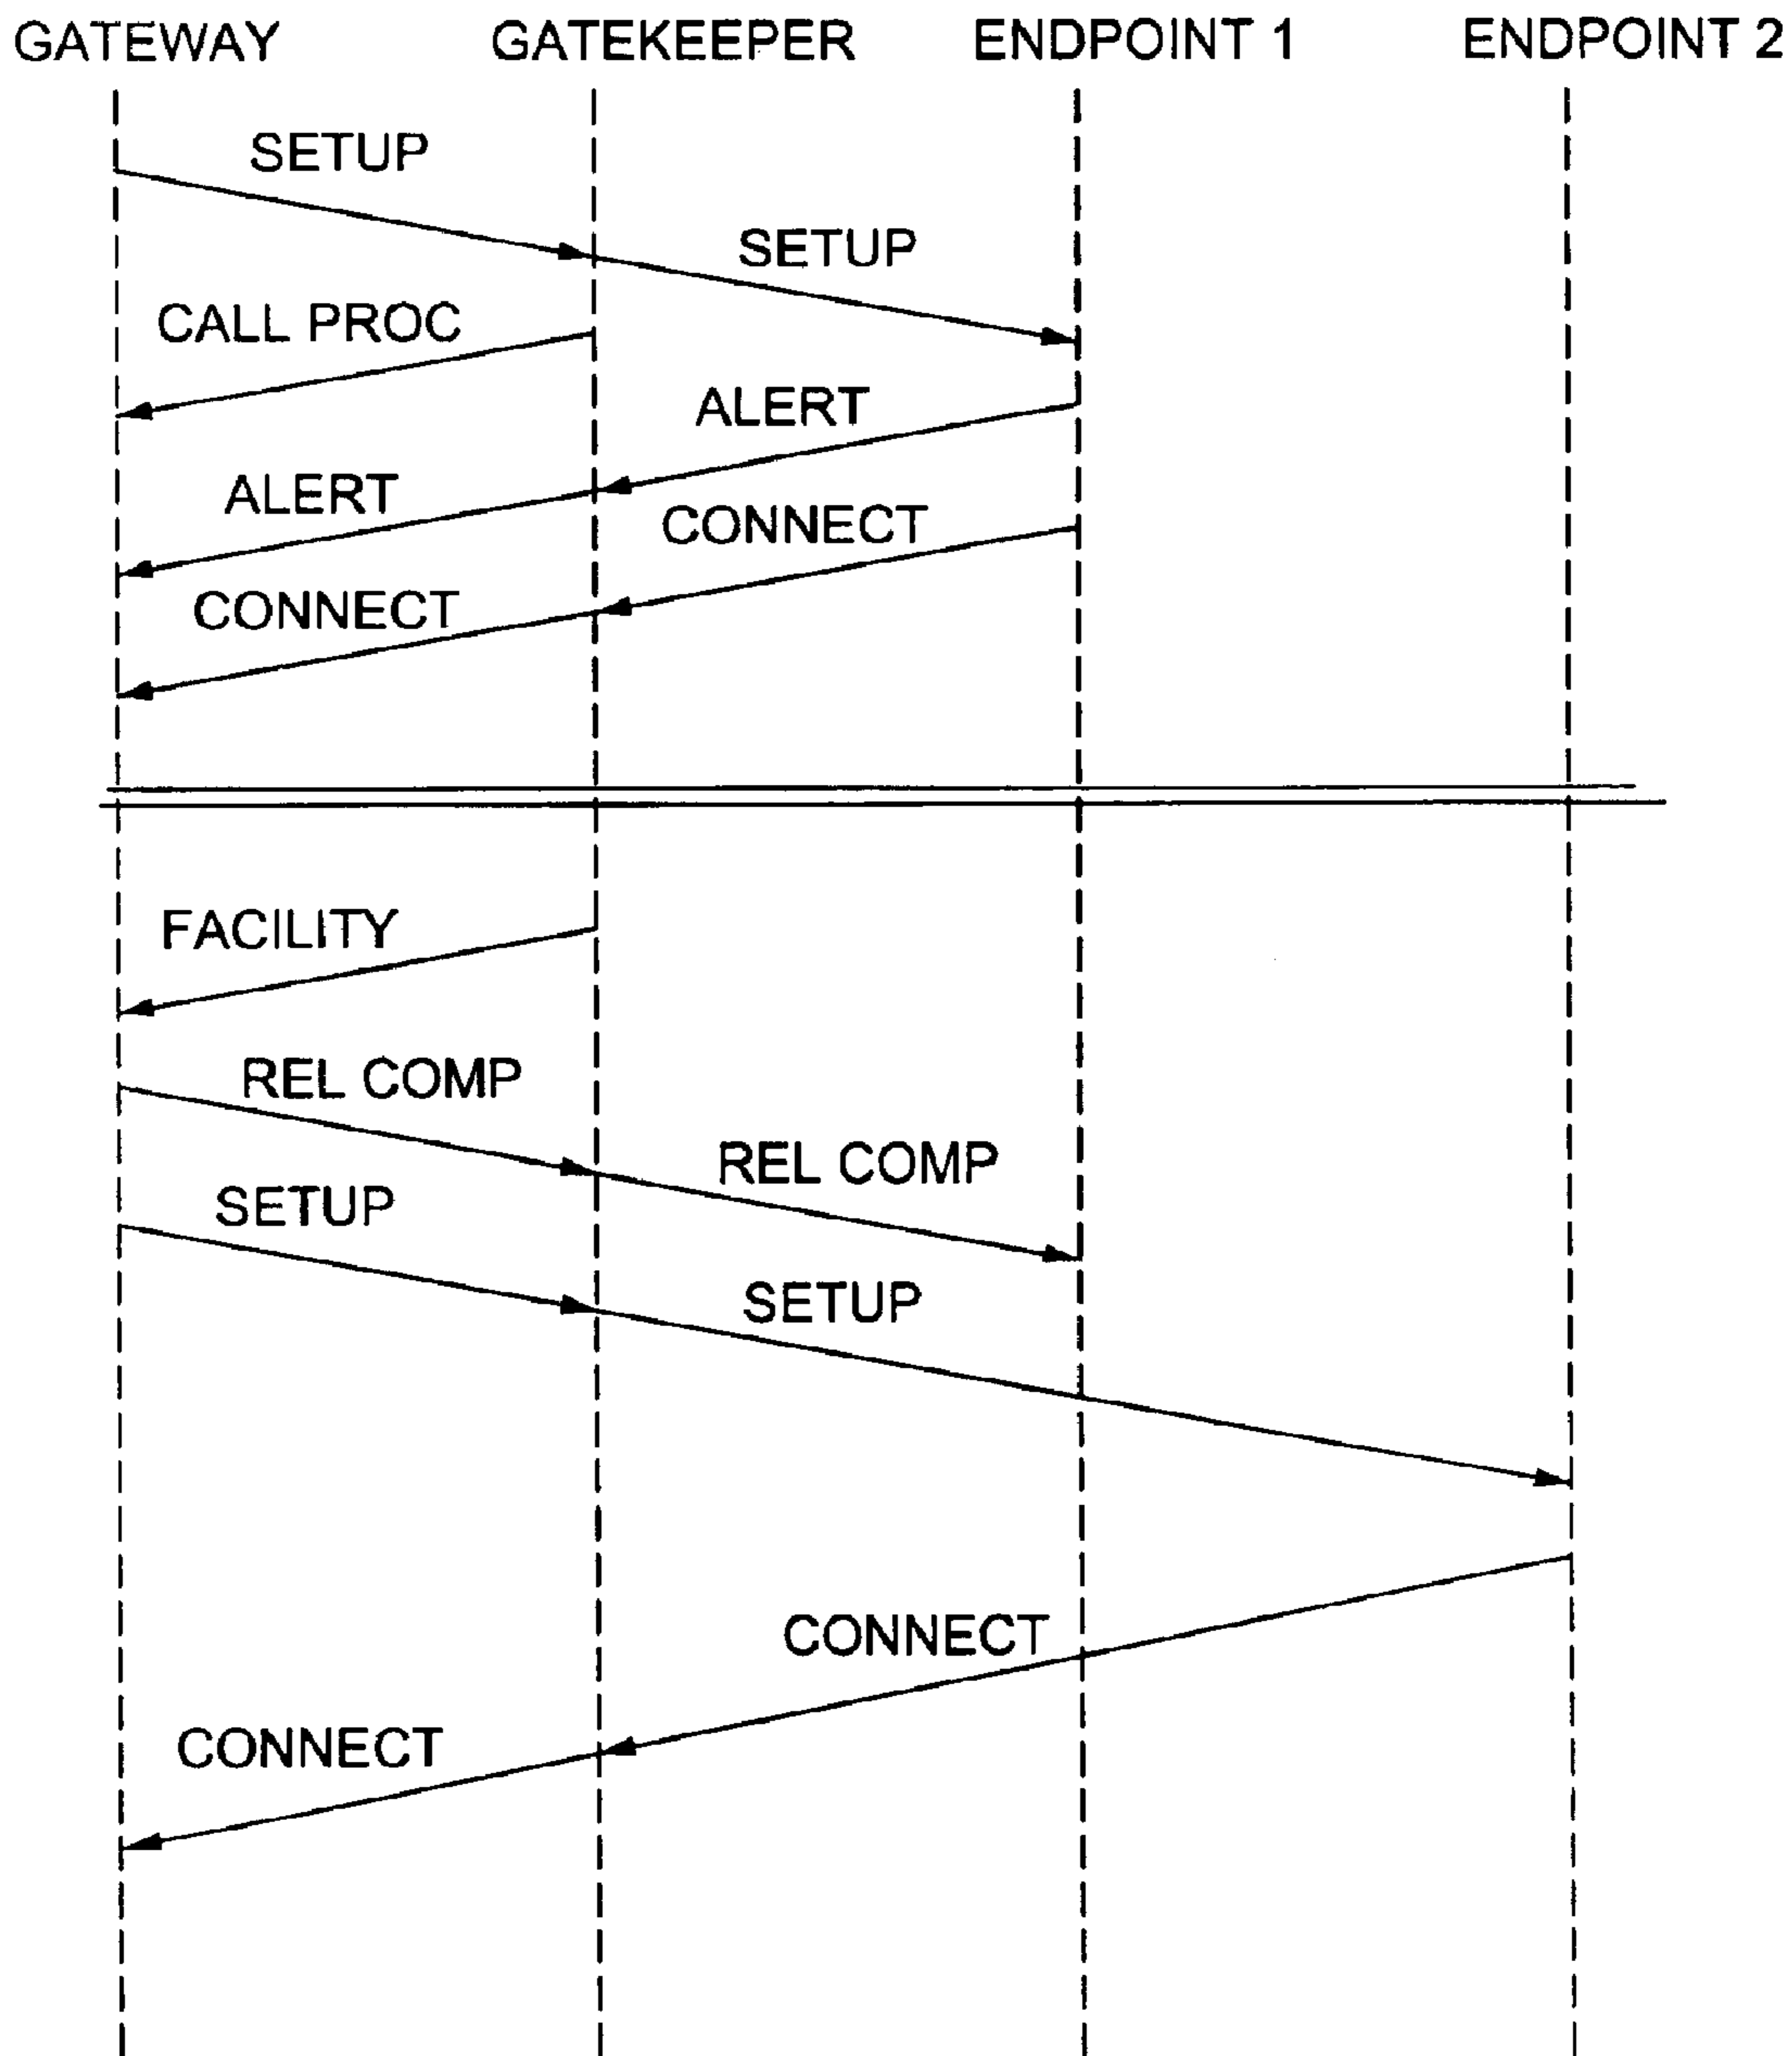 GATEWAY GATEKEEPER ENDPOINT 1 ENDPOINT 2
SETUP
SETUP
CALL PROC
ALERT
ALERT
CONNECT
CONNECT
FACILITY
REL COMP
REL COMP
SETUP
SETUP
CONNECT
CONNECT